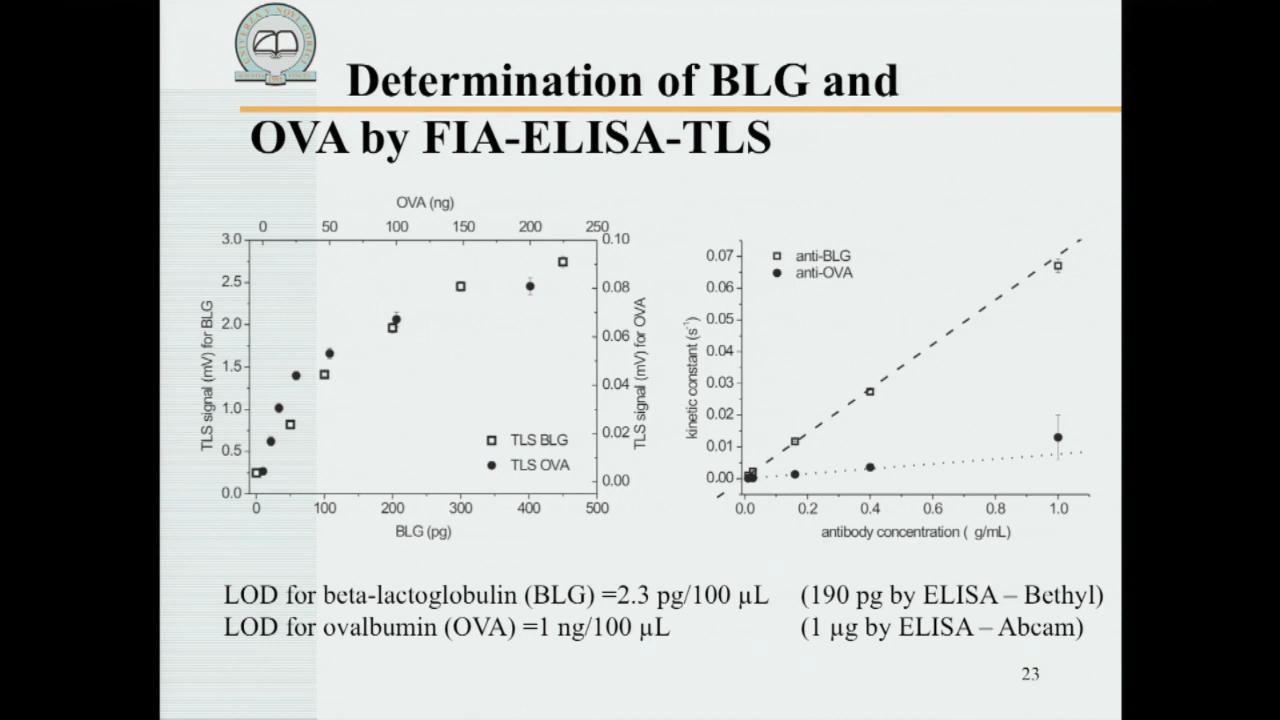 UNIVERZA V NOVI GORICI
Determination of BLG and
OVA by FIA-ELISA-TLS
OVA (ng)
0 50 100 150 200 250
3.0 2.5 2.0 1.5 1.0 0.5 0.0
TLS signal (mV) for BLG
0.10 0.08 0.06 0.04 0.02 0.00
TLS signal (mV) for OVA
TLS BLG
TLS OVA
0 100 200 300 400 500
BLG (pg)
anti-BLG
anti-OVA
0.07 0.06 0.05 0.04 0.03 0.02 0.01 0.00
kinetic constant (s⁻¹)
0.0 0.2 0.4 0.6 0.8 1.0
antibody concentration ( g/mL)
LOD for beta-lactoglobulin (BLG) =2.3 pg/100 µL (190 pg by ELISA – Bethyl)
LOD for ovalbumin (OVA) =1 ng/100 µL (1 µg by ELISA – Abcam)
23